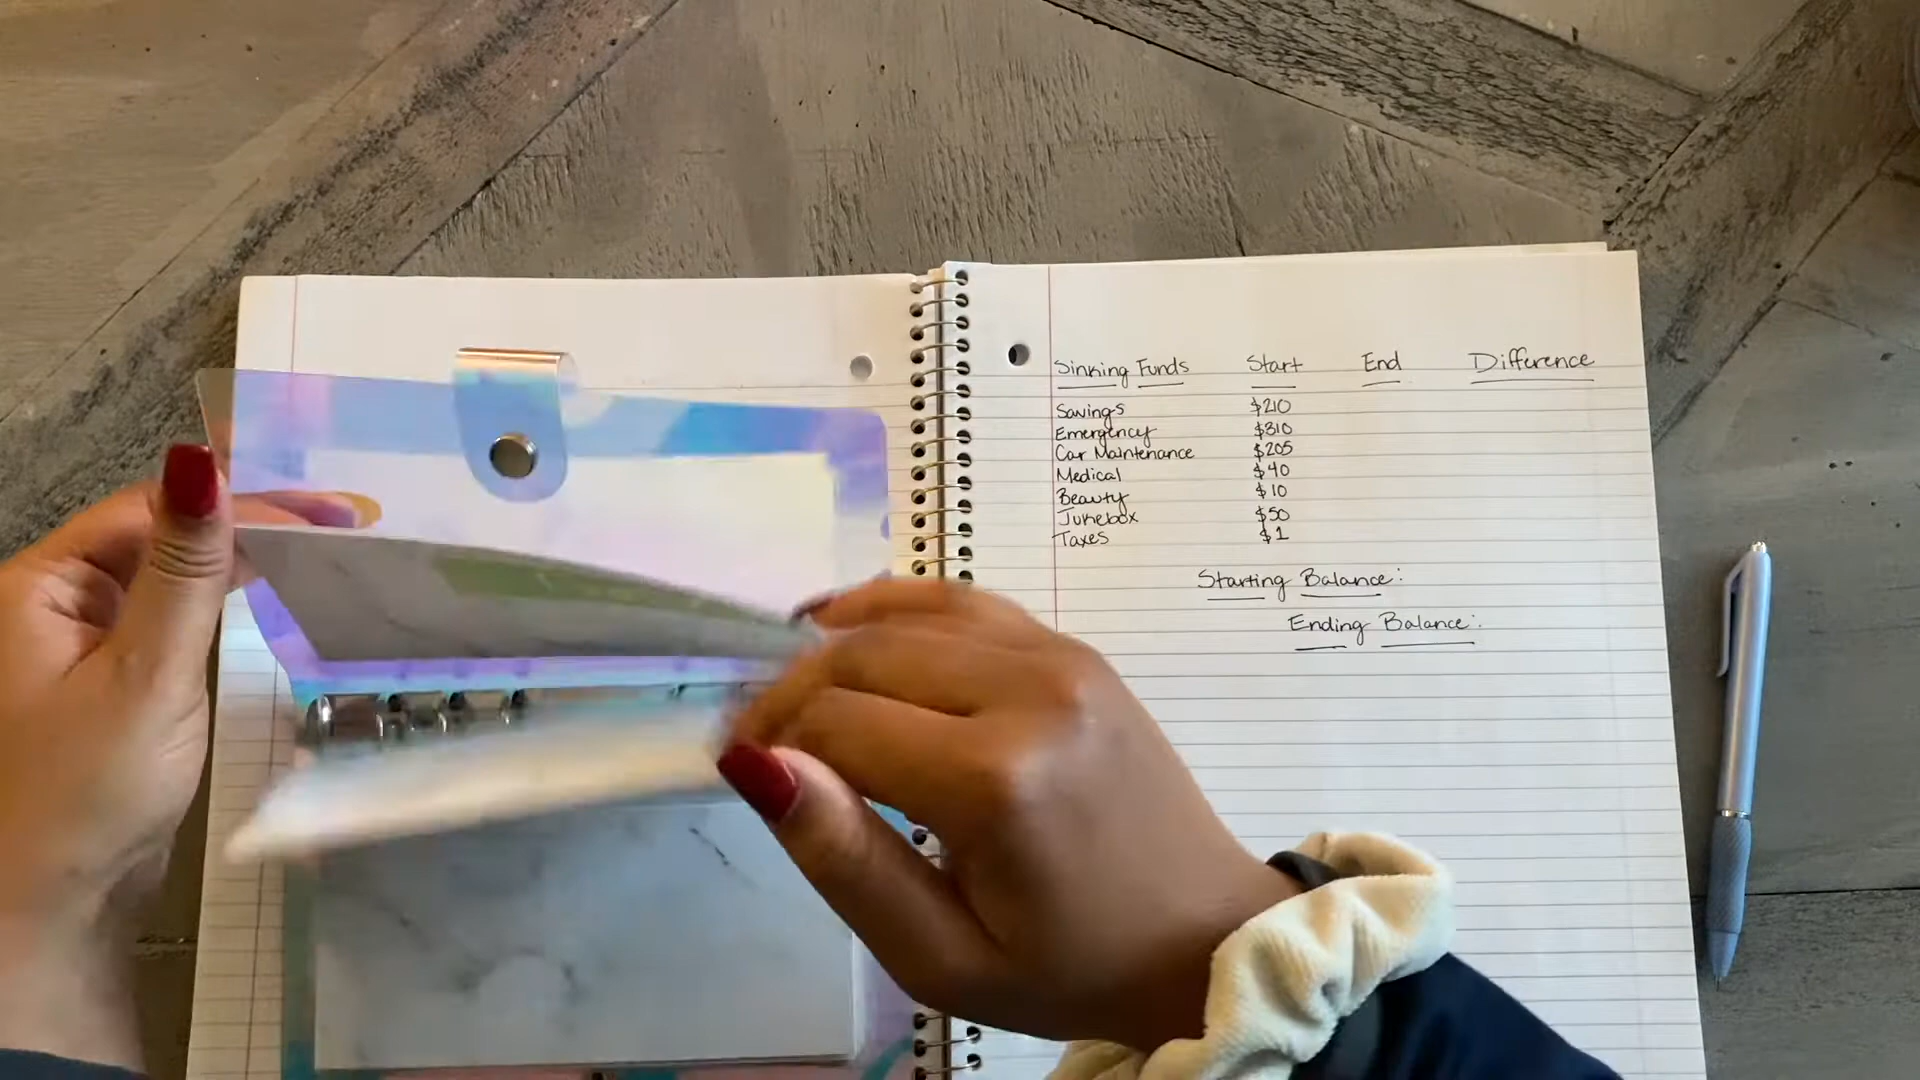 Sinking Funds Start End Difference
Savings $210
Emergency $310
Car Maintenance $205
Medical $40
Beauty $10
Jukebox $50
Taxes $1
Starting Balance:
Ending Balance: